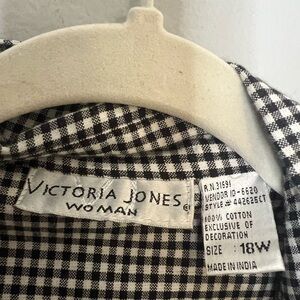 VICTORIA JONES
WOMAN ®
R.N. 31691
VENDOR ID-6620
STYLE# 44262ECT
100% COTTON
EXCLUSIVE OF
DECORATION
SIZE: 18W
MADE IN INDIA